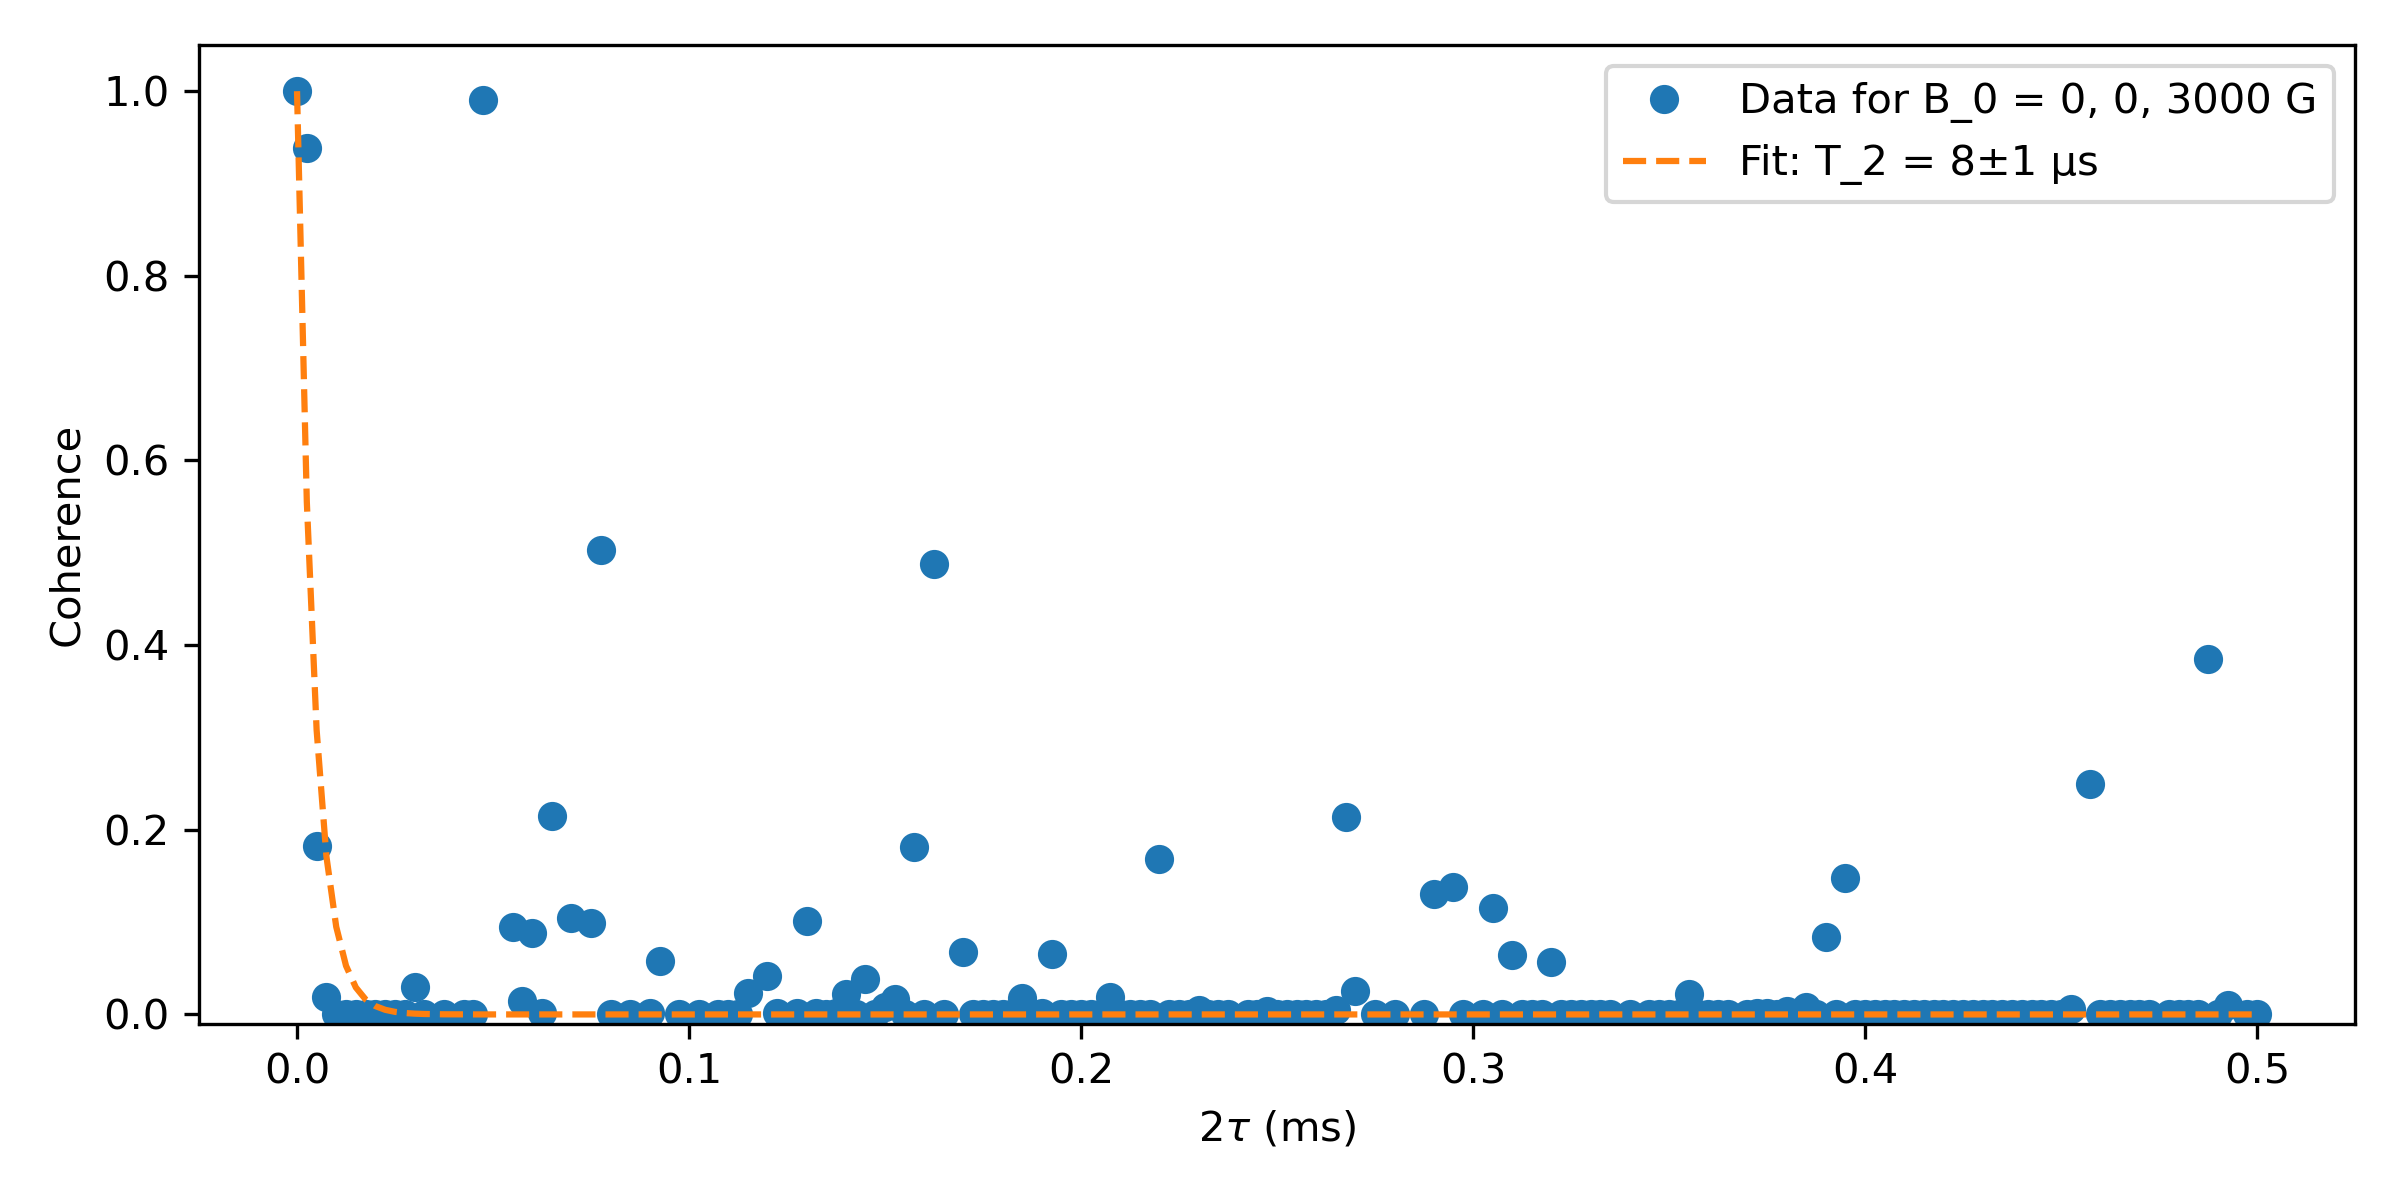 Data for B_0 = 0, 0, 3000 G
Fit: T_2 = 8±1 µs
Coherence
1.0
0.8
0.6
0.4
0.2
0.0
0.0 0.1 0.2 0.3 0.4 0.5
2τ (ms)